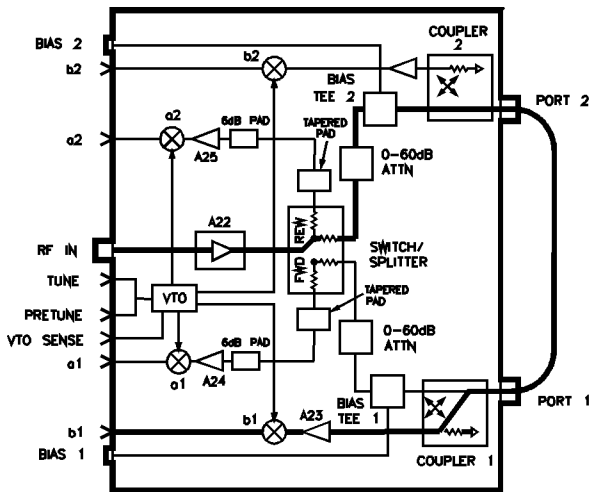 COUPLER
2
BIAS 2
b2
b2
BIAS
TEE 2
PORT 2
a2
a2
6dB PAD
A25
TAPERED
PAD
0-60dB
ATTN
A22
REV
RF IN
SWITCH/
SPLITTER
FWD
TUNE
VTO
PRETUNE
TAPERED
PAD
VTO SENSE
6dB PAD
0-60dB
ATTN
a1
A24
a1
BIAS
TEE 1
PORT 1
b1
b1
A23
BIAS 1
COUPLER 1